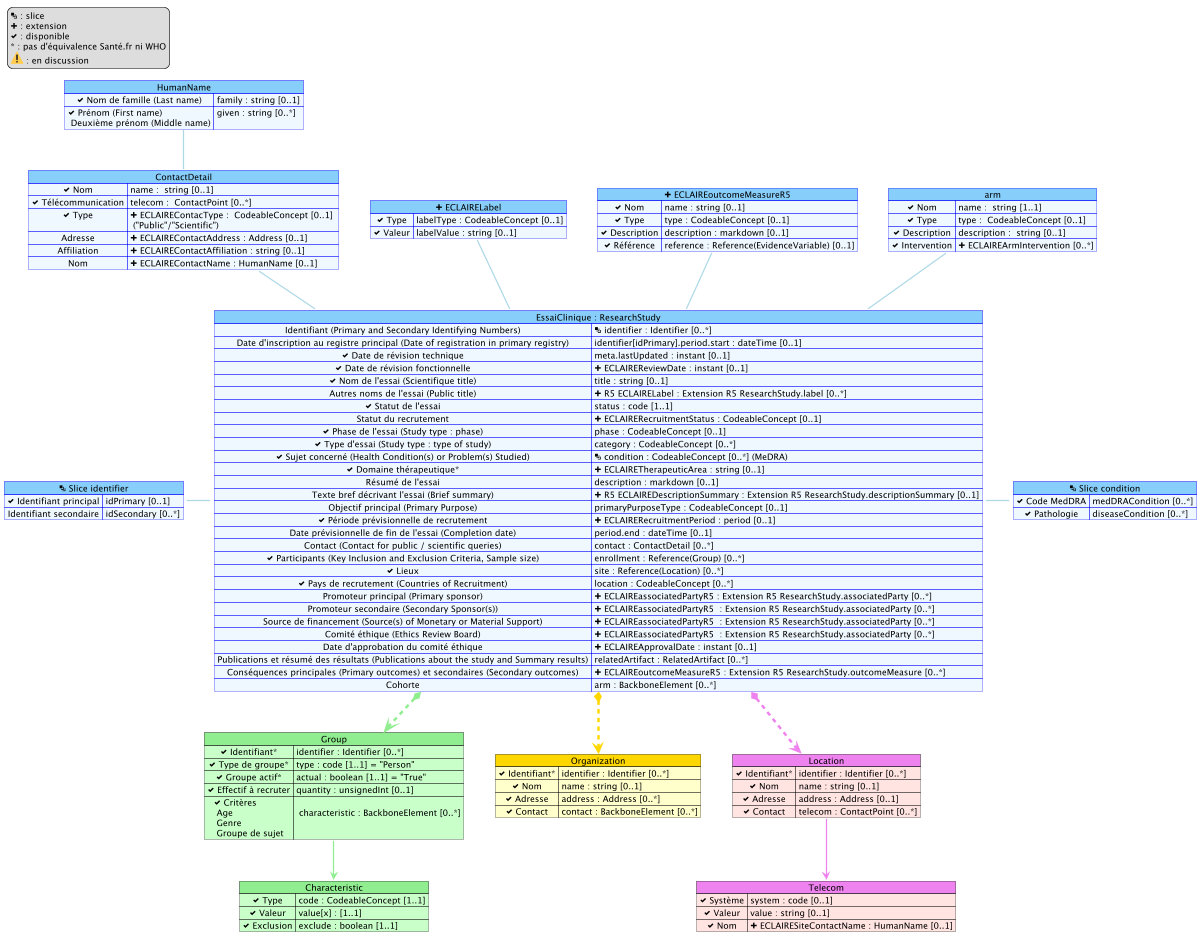 ⚑ : slice
✚ : extension
✔ : disponible
* : pas d'équivalence Santé.fr ni WHO
⚠ : en discussion
HumanName
✔ Nom de famille (Last name) family : string [0..1]
✔ Prénom (First name) given : string [0..*]
Deuxième prénom (Middle name)
ContactDetail
✔ Nom name : string [0..1]
✔ Télécommunication telecom : ContactPoint [0..*]
✔ Type ✚ ECLAIREContacType : CodeableConcept [0..1]
("Public"/"Scientific")
Adresse ✚ ECLAIREContactAddress : Address [0..1]
Affiliation ✚ ECLAIREContactAffiliation : string [0..1]
Nom ✚ ECLAIREContactName : HumanName [0..1]
✚ ECLAIRELabel
✔ Type labelType : CodeableConcept [0..1]
✔ Valeur labelValue : string [0..1]
✚ ECLAIREoutcomeMeasureR5
✔ Nom name : string [0..1]
✔ Type type : CodeableConcept [0..1]
✔ Description description : markdown [0..1]
✔ Référence reference : Reference(EvidenceVariable) [0..1]
arm
✔ Nom name : string [1..1]
✔ Type type : CodeableConcept [0..1]
✔ Description description : string [0..1]
✔ Intervention ✚ ECLAIREArmIntervention [0..*]
EssaiClinique : ResearchStudy
Identifiant (Primary and Secondary Identifying Numbers) ⚑ identifier : Identifier [0..*]
Date d'inscription au registre principal (Date of registration in primary registry) identifier[idPrimary].period.start : dateTime [0..1]
✔ Date de révision technique meta.lastUpdated : instant [0..1]
✔ Date de révision fonctionnelle ✚ ECLAIREReviewDate : instant [0..1]
✔ Nom de l'essai (Scientifique title) title : string [0..1]
Autres noms de l'essai (Public title) ✚ R5 ECLAIRELabel : Extension R5 ResearchStudy.label [0..*]
✔ Statut de l'essai status : code [1..1]
Statut du recrutement ✚ ECLAIRERecruitmentStatus : CodeableConcept [0..1]
✔ Phase de l'essai (Study type : phase) phase : CodeableConcept [0..1]
✔ Type d'essai (Study type : type of study) category : CodeableConcept [0..*]
✔ Sujet concerné (Health Condition(s) or Problem(s) Studied) ⚑ condition : CodeableConcept [0..*] (MeDRA)
✔ Domaine thérapeutique* ✚ ECLAIRETherapeuticArea : string [0..1]
Résumé de l'essai description : markdown [0..1]
Texte bref décrivant l'essai (Brief summary) ✚ R5 ECLAIREDescriptionSummary : Extension R5 ResearchStudy.descriptionSummary [0..1]
Objectif principal (Primary Purpose) primaryPurposeType : CodeableConcept [0..1]
✔ Période prévisionnelle de recrutement ✚ ECLAIRERecruitmentPeriod : period [0..1]
Date prévisionnelle de fin de l'essai (Completion date) period.end : dateTime [0..1]
Contact (Contact for public / scientific queries) contact : ContactDetail [0..*]
✔ Participants (Key Inclusion and Exclusion Criteria, Sample size) enrollment : Reference(Group) [0..*]
✔ Lieux site : Reference(Location) [0..*]
✔ Pays de recrutement (Countries of Recruitment) location : CodeableConcept [0..*]
Promoteur principal (Primary sponsor) ✚ ECLAIREassociatedPartyR5 : Extension R5 ResearchStudy.associatedParty [0..*]
Promoteur secondaire (Secondary Sponsor(s)) ✚ ECLAIREassociatedPartyR5 : Extension R5 ResearchStudy.associatedParty [0..*]
Source de financement (Source(s) of Monetary or Material Support) ✚ ECLAIREassociatedPartyR5 : Extension R5 ResearchStudy.associatedParty [0..*]
Comité éthique (Ethics Review Board) ✚ ECLAIREassociatedPartyR5 : Extension R5 ResearchStudy.associatedParty [0..*]
Date d'approbation du comité éthique ✚ ECLAIREApprovalDate : instant [0..1]
Publications et résumé des résultats (Publications about the study and Summary results) relatedArtifact : RelatedArtifact [0..*]
Conséquences principales (Primary outcomes) et secondaires (Secondary outcomes) ✚ ECLAIREoutcomeMeasureR5 : Extension R5 ResearchStudy.outcomeMeasure [0..*]
Cohorte arm : BackboneElement [0..*]
⚑ Slice identifier
✔ Identifiant principal idPrimary [0..1]
Identifiant secondaire idSecondary [0..*]
⚑ Slice condition
✔ Code MedDRA medDRACondition [0..*]
✔ Pathologie diseaseCondition [0..*]
Group
✔ Identifiant* identifier : Identifier [0..*]
✔ Type de groupe* type : code [1..1] = "Person"
✔ Groupe actif* actual : boolean [1..1] = "True"
✔ Effectif à recruter quantity : unsignedInt [0..1]
✔ Critères
Age characteristic : BackboneElement [0..*]
Genre
Groupe de sujet
Organization
✔ Identifiant* identifier : Identifier [0..*]
✔ Nom name : string [0..1]
✔ Adresse address : Address [0..*]
✔ Contact contact : BackboneElement [0..*]
Location
✔ Identifiant* identifier : Identifier [0..*]
✔ Nom name : string [0..1]
✔ Adresse address : Address [0..1]
✔ Contact telecom : ContactPoint [0..*]
Characteristic
✔ Type code : CodeableConcept [1..1]
✔ Valeur value[x] : [1..1]
✔ Exclusion exclude : boolean [1..1]
Telecom
✔ Système system : code [0..1]
✔ Valeur value : string [0..1]
✔ Nom ✚ ECLAIRESiteContactName : HumanName [0..1]